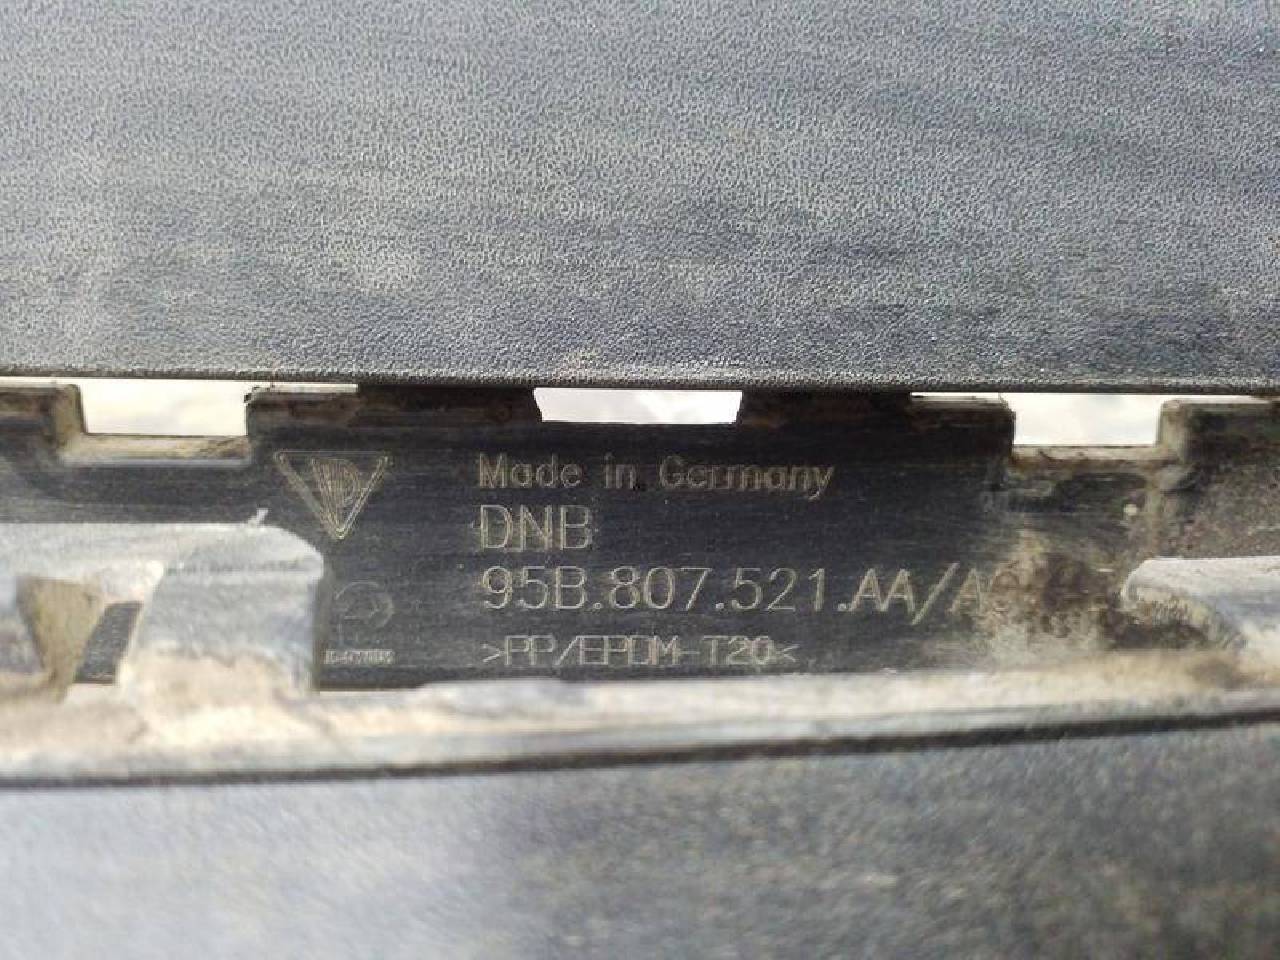 Made in Germany
DNB
95B.807.521.AA/A
>PP/EPDM-T20<